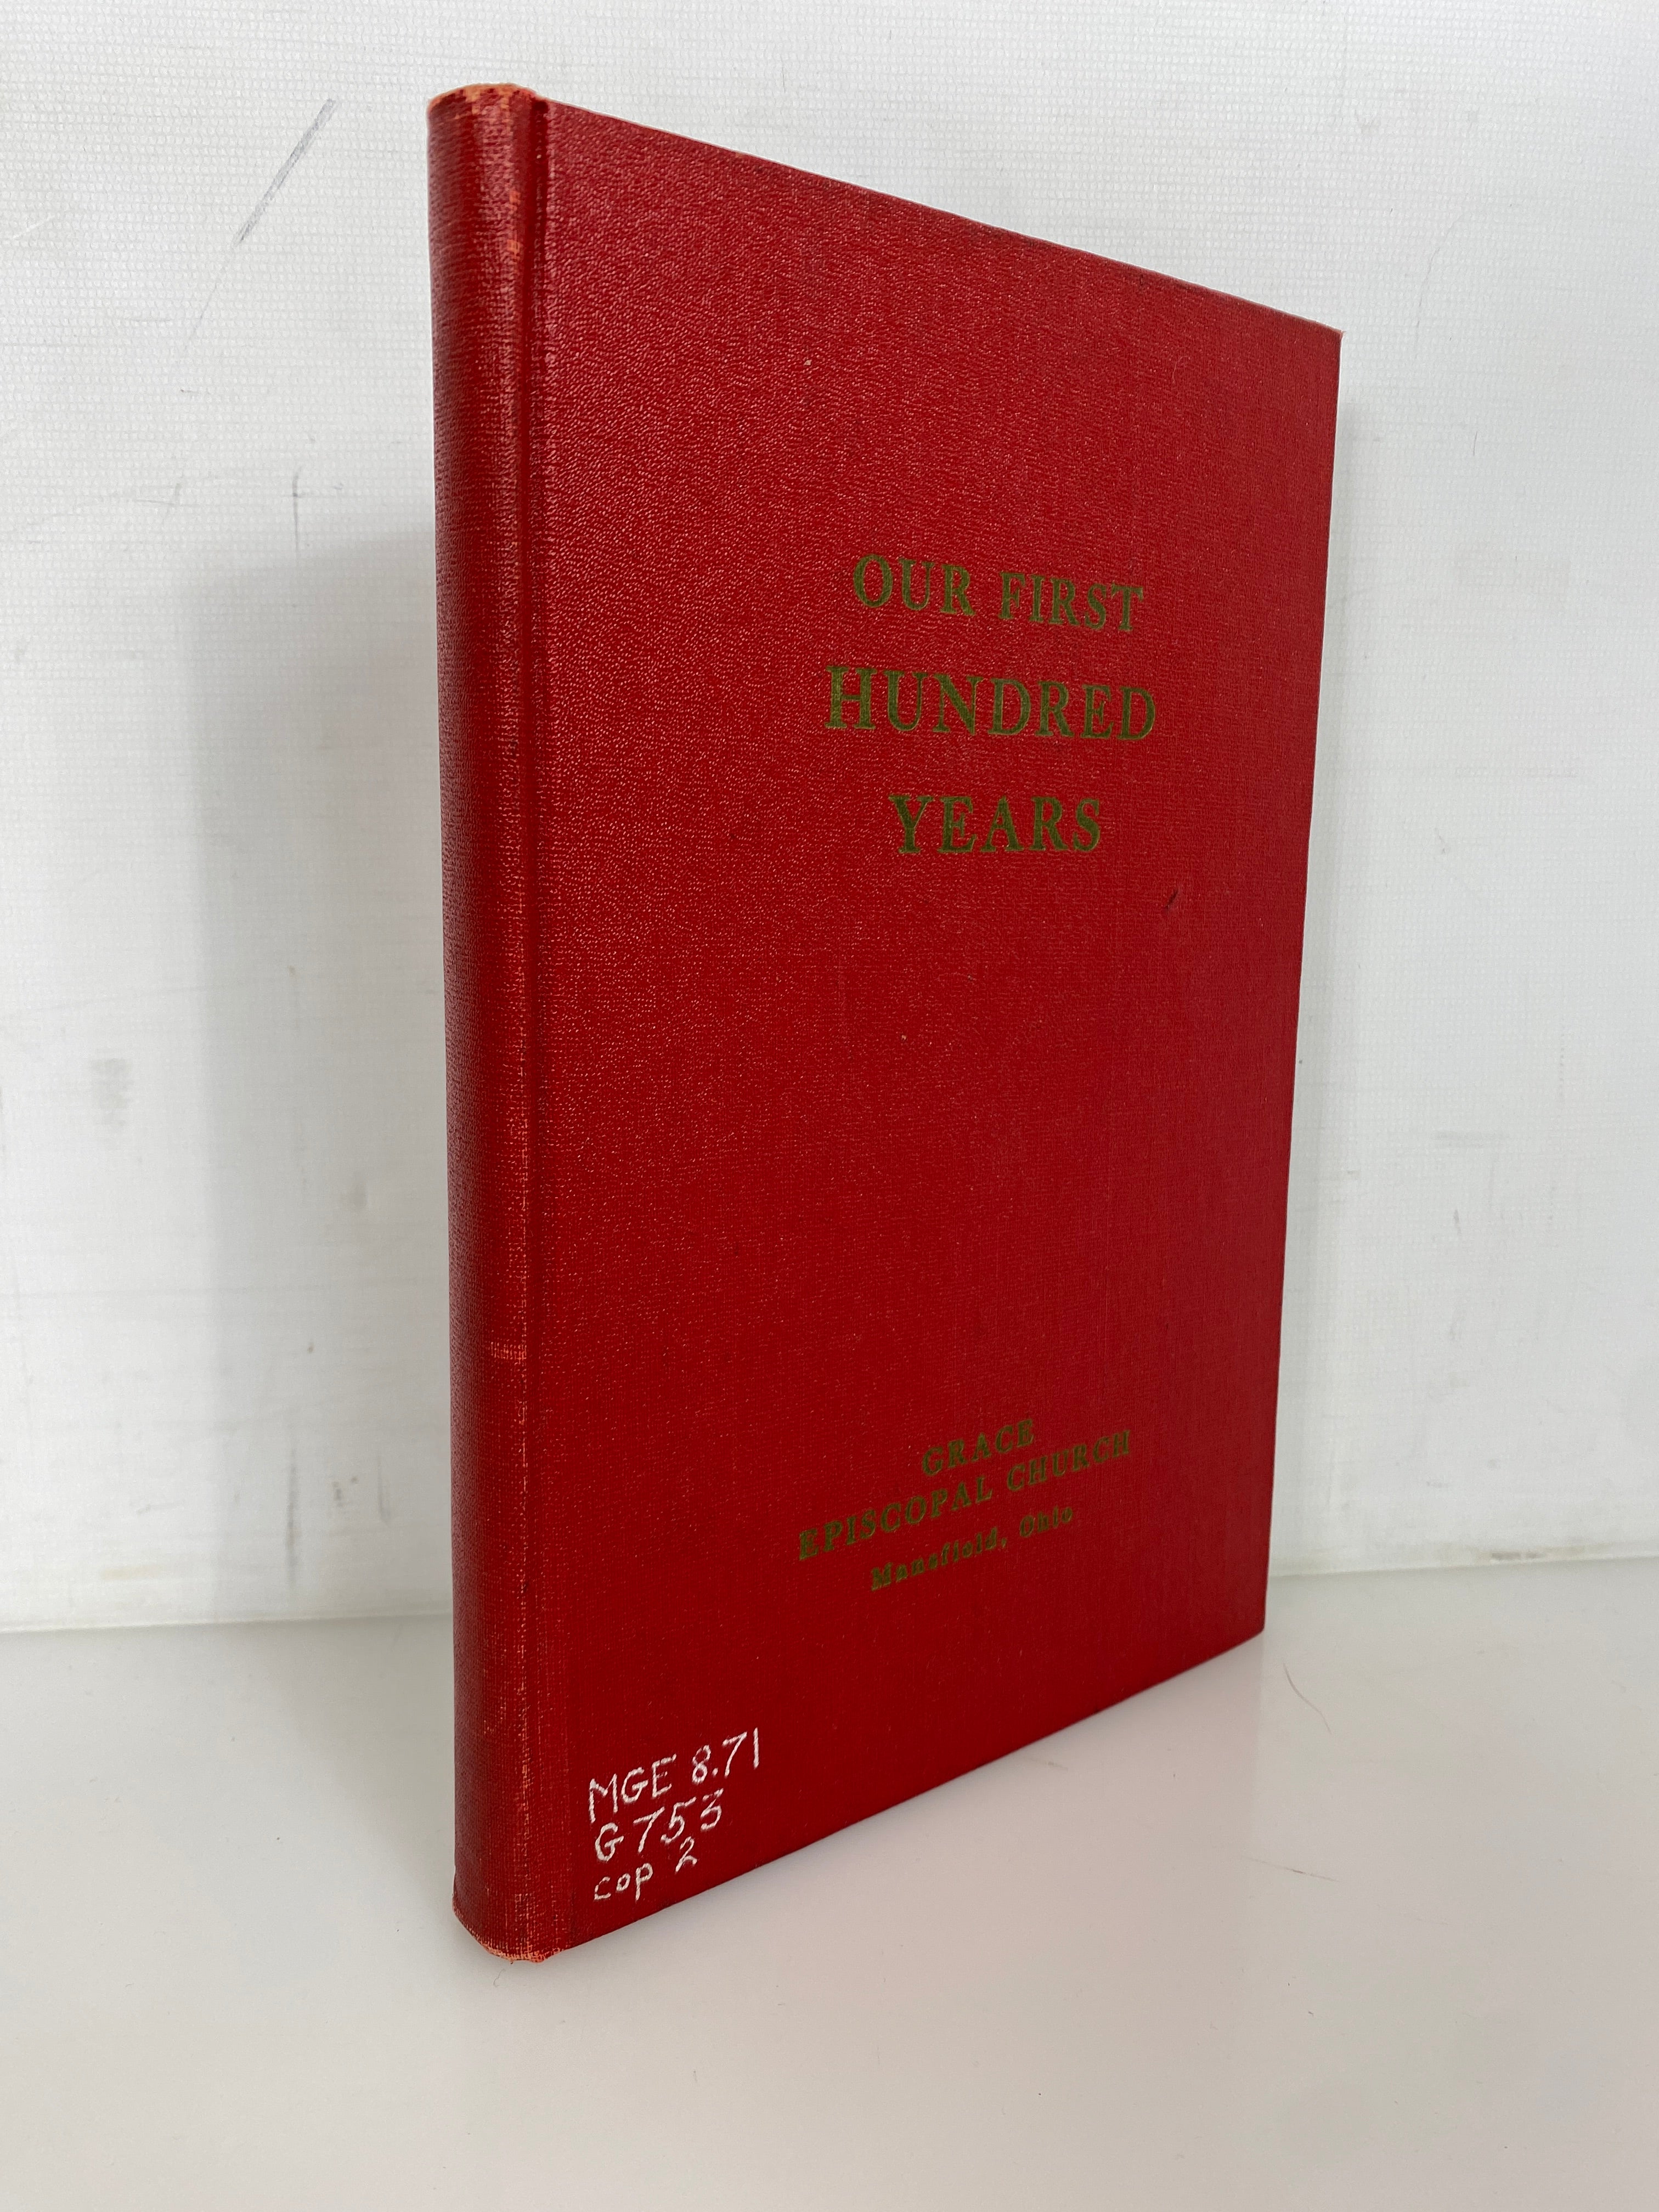 OUR FIRST
HUNDRED
YEARS
GRACE
EPISCOPAL CHURCH
Mansfield, Ohio
MGE 8.71
G753
cop 2